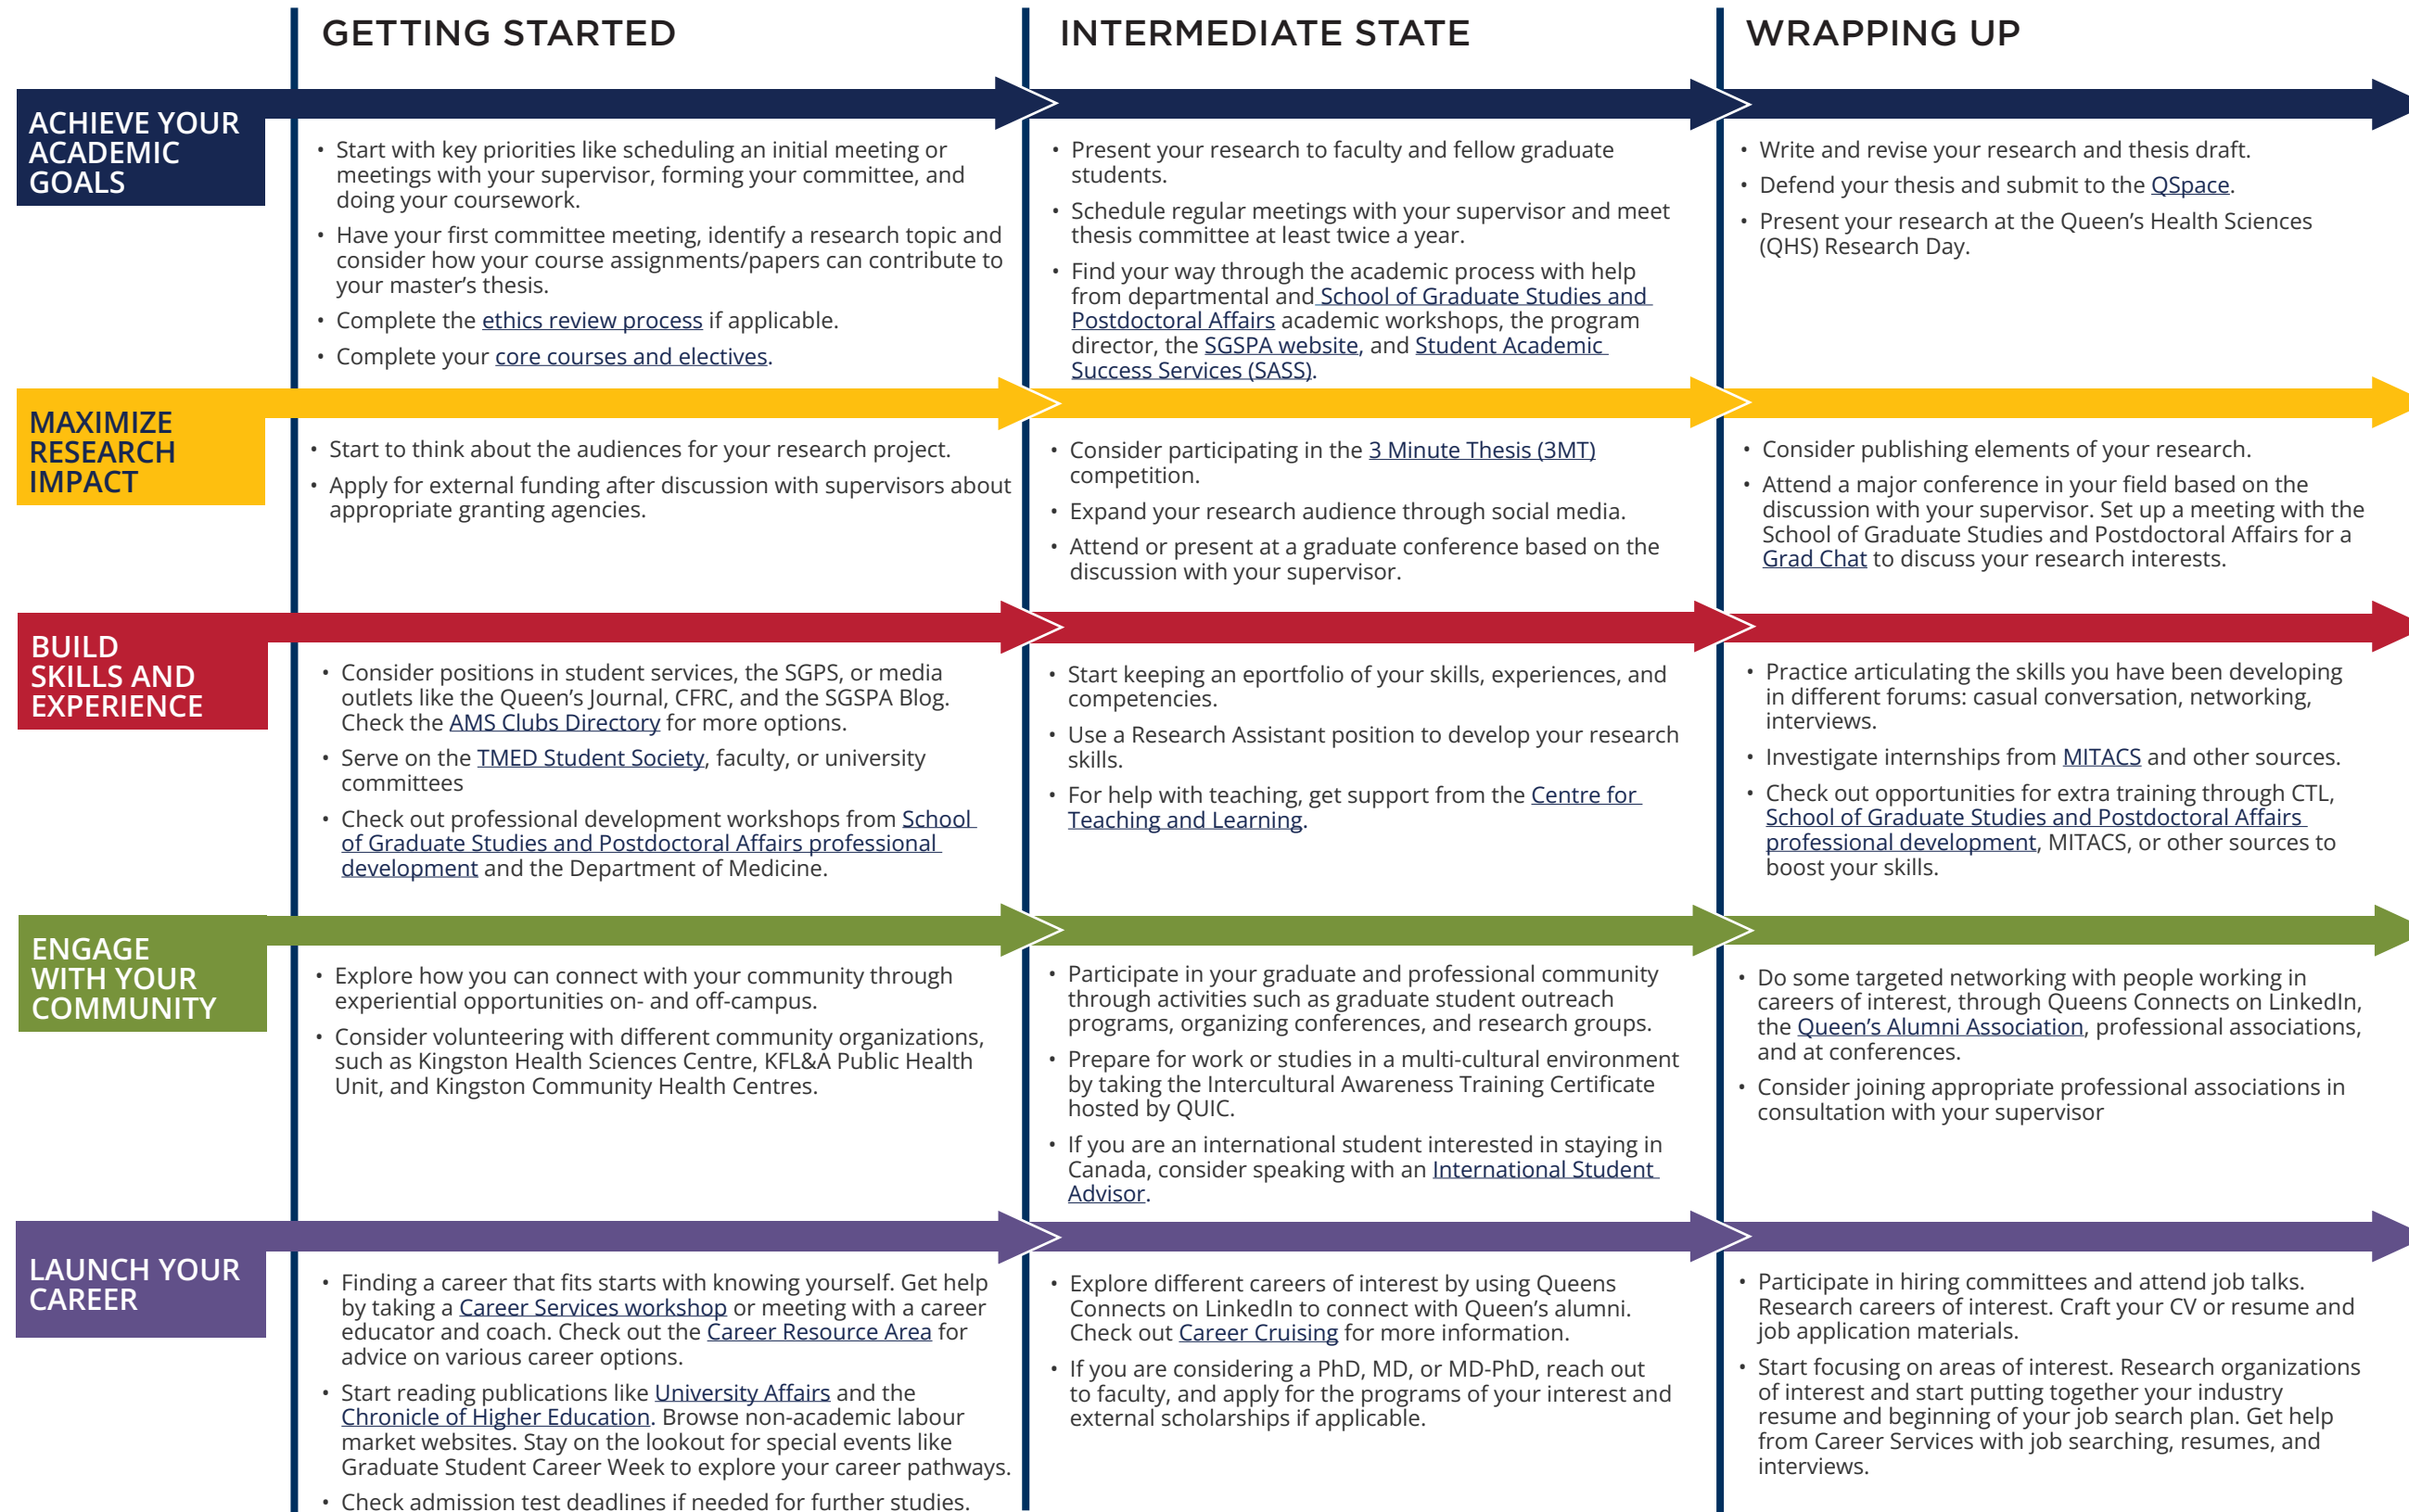 GETTING STARTED
INTERMEDIATE STATE
WRAPPING UP
ACHIEVE YOUR
ACADEMIC
GOALS
• Start with key priorities like scheduling an initial meeting or
meetings with your supervisor, forming your committee, and
doing your coursework.
• Have your first committee meeting, identify a research topic and
consider how your course assignments/papers can contribute to
your master’s thesis.
• Complete the ethics review process if applicable.
• Complete your core courses and electives.
• Present your research to faculty and fellow graduate
students.
• Schedule regular meetings with your supervisor and meet
thesis committee at least twice a year.
• Find your way through the academic process with help
from departmental and School of Graduate Studies and
Postdoctoral Affairs academic workshops, the program
director, the SGSPA website, and Student Academic
Success Services (SASS).
• Write and revise your research and thesis draft.
• Defend your thesis and submit to the QSpace.
• Present your research at the Queen’s Health Sciences
(QHS) Research Day.
MAXIMIZE
RESEARCH
IMPACT
• Start to think about the audiences for your research project.
• Apply for external funding after discussion with supervisors about
appropriate granting agencies.
• Consider participating in the 3 Minute Thesis (3MT)
competition.
• Expand your research audience through social media.
• Attend or present at a graduate conference based on the
discussion with your supervisor.
• Consider publishing elements of your research.
• Attend a major conference in your field based on the
discussion with your supervisor. Set up a meeting with the
School of Graduate Studies and Postdoctoral Affairs for a
Grad Chat to discuss your research interests.
BUILD
SKILLS AND
EXPERIENCE
• Consider positions in student services, the SGPS, or media
outlets like the Queen’s Journal, CFRC, and the SGSPA Blog.
Check the AMS Clubs Directory for more options.
• Serve on the TMED Student Society, faculty, or university
committees
• Check out professional development workshops from School
of Graduate Studies and Postdoctoral Affairs professional
development and the Department of Medicine.
• Start keeping an eportfolio of your skills, experiences, and
competencies.
• Use a Research Assistant position to develop your research
skills.
• For help with teaching, get support from the Centre for
Teaching and Learning.
• Practice articulating the skills you have been developing
in different forums: casual conversation, networking,
interviews.
• Investigate internships from MITACS and other sources.
• Check out opportunities for extra training through CTL,
School of Graduate Studies and Postdoctoral Affairs
professional development, MITACS, or other sources to
boost your skills.
ENGAGE
WITH YOUR
COMMUNITY
• Explore how you can connect with your community through
experiential opportunities on- and off-campus.
• Consider volunteering with different community organizations,
such as Kingston Health Sciences Centre, KFL&A Public Health
Unit, and Kingston Community Health Centres.
• Participate in your graduate and professional community
through activities such as graduate student outreach
programs, organizing conferences, and research groups.
• Prepare for work or studies in a multi-cultural environment
by taking the Intercultural Awareness Training Certificate
hosted by QUIC.
• If you are an international student interested in staying in
Canada, consider speaking with an International Student
Advisor.
• Do some targeted networking with people working in
careers of interest, through Queens Connects on LinkedIn,
the Queen’s Alumni Association, professional associations,
and at conferences.
• Consider joining appropriate professional associations in
consultation with your supervisor
LAUNCH YOUR
CAREER
• Finding a career that fits starts with knowing yourself. Get help
by taking a Career Services workshop or meeting with a career
educator and coach. Check out the Career Resource Area for
advice on various career options.
• Start reading publications like University Affairs and the
Chronicle of Higher Education. Browse non-academic labour
market websites. Stay on the lookout for special events like
Graduate Student Career Week to explore your career pathways.
• Check admission test deadlines if needed for further studies.
• Explore different careers of interest by using Queens
Connects on LinkedIn to connect with Queen’s alumni.
Check out Career Cruising for more information.
• If you are considering a PhD, MD, or MD-PhD, reach out
to faculty, and apply for the programs of your interest and
external scholarships if applicable.
• Participate in hiring committees and attend job talks.
Research careers of interest. Craft your CV or resume and
job application materials.
• Start focusing on areas of interest. Research organizations
of interest and start putting together your industry
resume and beginning of your job search plan. Get help
from Career Services with job searching, resumes, and
interviews.